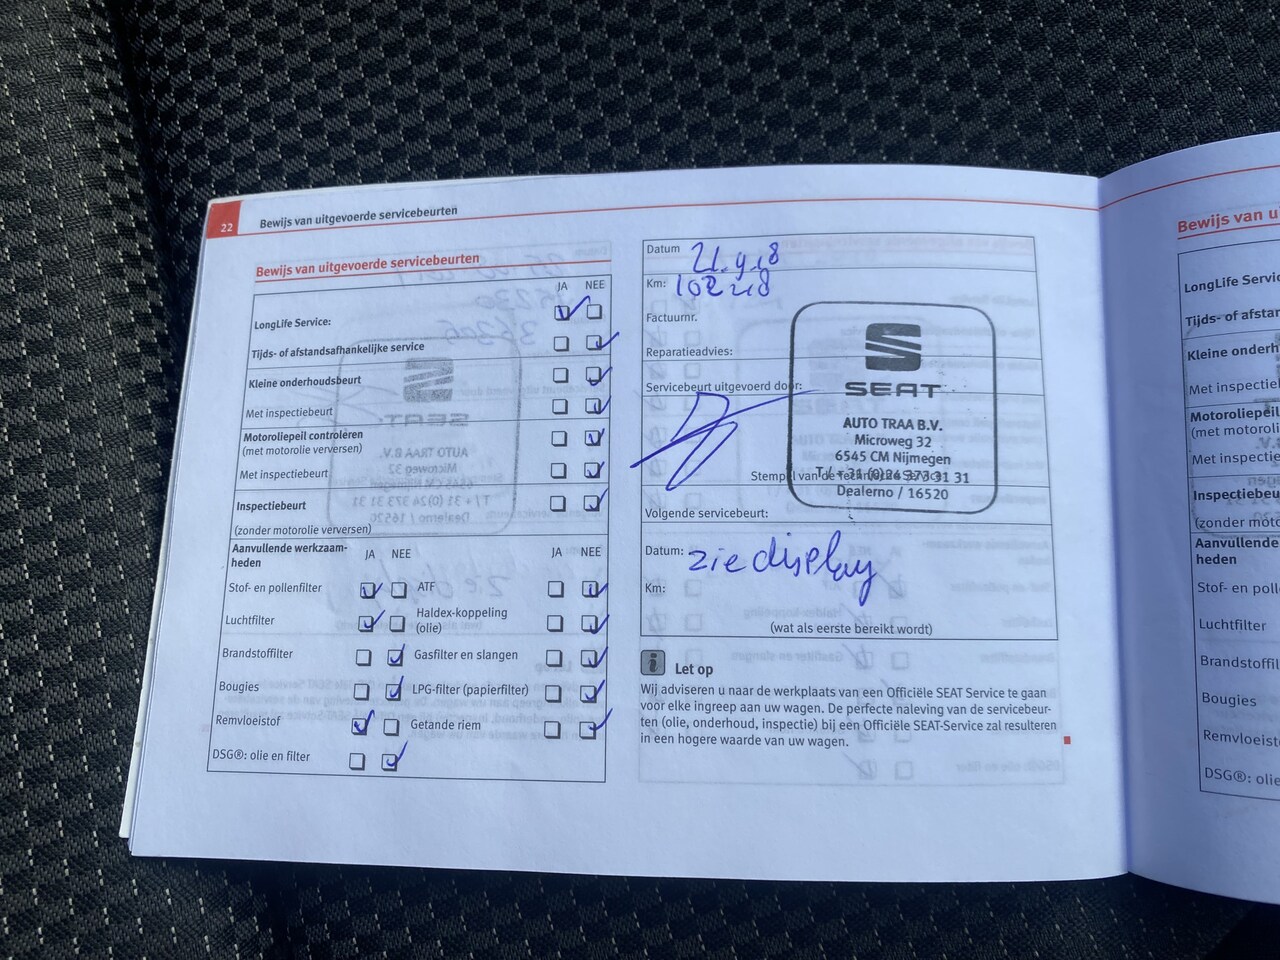 22
Bewijs van uitgevoerde servicebeurten
Bewijs van uitgevoerde servicebeurten
JA NEE
LongLife Service:
Tijds- of afstandsafhankelijke service
Kleine onderhoudsbeurt
Met inspectiebeurt
Motoroliepeil controleren
(met motorolie verversen)
Met inspectiebeurt
Inspectiebeurt
(zonder motorolie verversen)
Aanvullende werkzaam-
heden
JA NEE
JA NEE
Stof- en pollenfilter
ATF
Luchtfilter
Haldex-koppeling
(olie)
Brandstoffilter
Gasfilter en slangen
Bougies
LPG-filter (papierfilter)
Remvloeistof
Getande riem
DSG®: olie en filter
Datum 21.9.18
Km:
Factuurnr.
Reparatieadvies:
Servicebeurt uitgevoerd door:
SEAT
AUTO TRAA B.V.
Microweg 32
6545 CM Nijmegen
T / +31 (0)24 373 31 31
Stempel van de Technische Service
Dealerno / 16520
Volgende servicebeurt:
Datum: zie display
Km:
(wat als eerste bereikt wordt)
i Let op
Wij adviseren u naar de werkplaats van een Officiële SEAT Service te gaan
voor elke ingreep aan uw wagen. De perfecte naleving van de servicebeur-
ten (olie, onderhoud, inspectie) bij een Officiële SEAT-Service zal resulteren
in een hogere waarde van uw wagen.
Bewijs van u
LongLife Servic
Tijds- of afstan
Kleine onderh
Met inspectie
Motoroliepeil
(met motoroli
Met inspectie
Inspectiebeu
(zonder moto
Aanvullende
heden
Stof- en poll
Luchtfilter
Brandstoffil
Bougies
Remvloeist
DSG®: olie